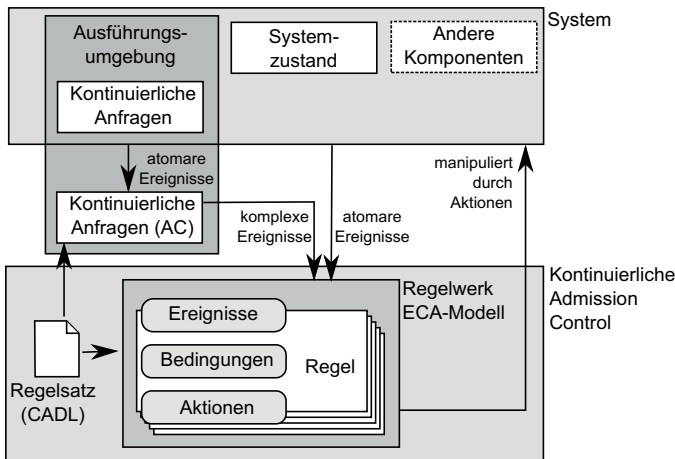 System
Ausführungs-
umgebung
System-
zustand
Andere
Komponenten
Kontinuierliche
Anfragen
atomare
Ereignisse
manipuliert
durch
Aktionen
Kontinuierliche
Anfragen (AC)
komplexe
Ereignisse
atomare
Ereignisse
Kontinuierliche
Admission
Control
Regelwerk
ECA-Modell
Ereignisse
Bedingungen
Regel
Aktionen
Regelsatz
(CADL)